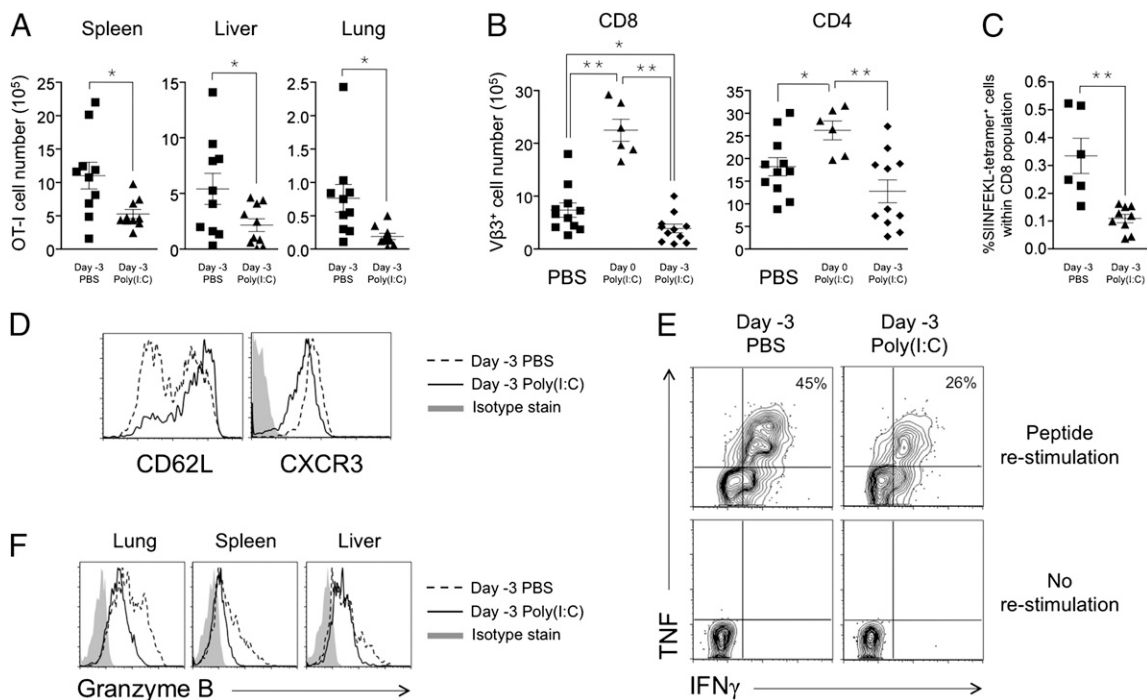 A
Spleen
Liver
Lung
OT-I cell number (10⁵)
25
20
15
10
5
0
15
10
5
0
2.5
2.0
1.5
1.0
0.5
0.0
*
*
*
Day -3
PBS
Day -3
Poly(I:C)
Day -3
PBS
Day -3
Poly(I:C)
Day -3
PBS
Day -3
Poly(I:C)
B
CD8
CD4
Vβ3⁺ cell number (10⁵)
30
25
20
15
10
5
0
*
**
**
PBS
Day 0
Poly(I:C)
Day -3
Poly(I:C)
45
40
35
30
25
20
15
10
5
0
*
**
PBS
Day 0
Poly(I:C)
Day -3
Poly(I:C)
C
%SIINFEKL-tetramer⁺ cells
within CD8 population
0.6
0.5
0.4
0.3
0.2
0.1
0.0
**
Day -3
PBS
Day -3
Poly(I:C)
D
CD62L
CXCR3
Day -3 PBS
Day -3 Poly(I:C)
Isotype stain
E
Day -3
PBS
Day -3
Poly(I:C)
45%
26%
Peptide
re-stimulation
No
re-stimulation
TNF
IFNγ
F
Lung
Spleen
Liver
Day -3 PBS
Day -3 Poly(I:C)
Isotype stain
Granzyme B